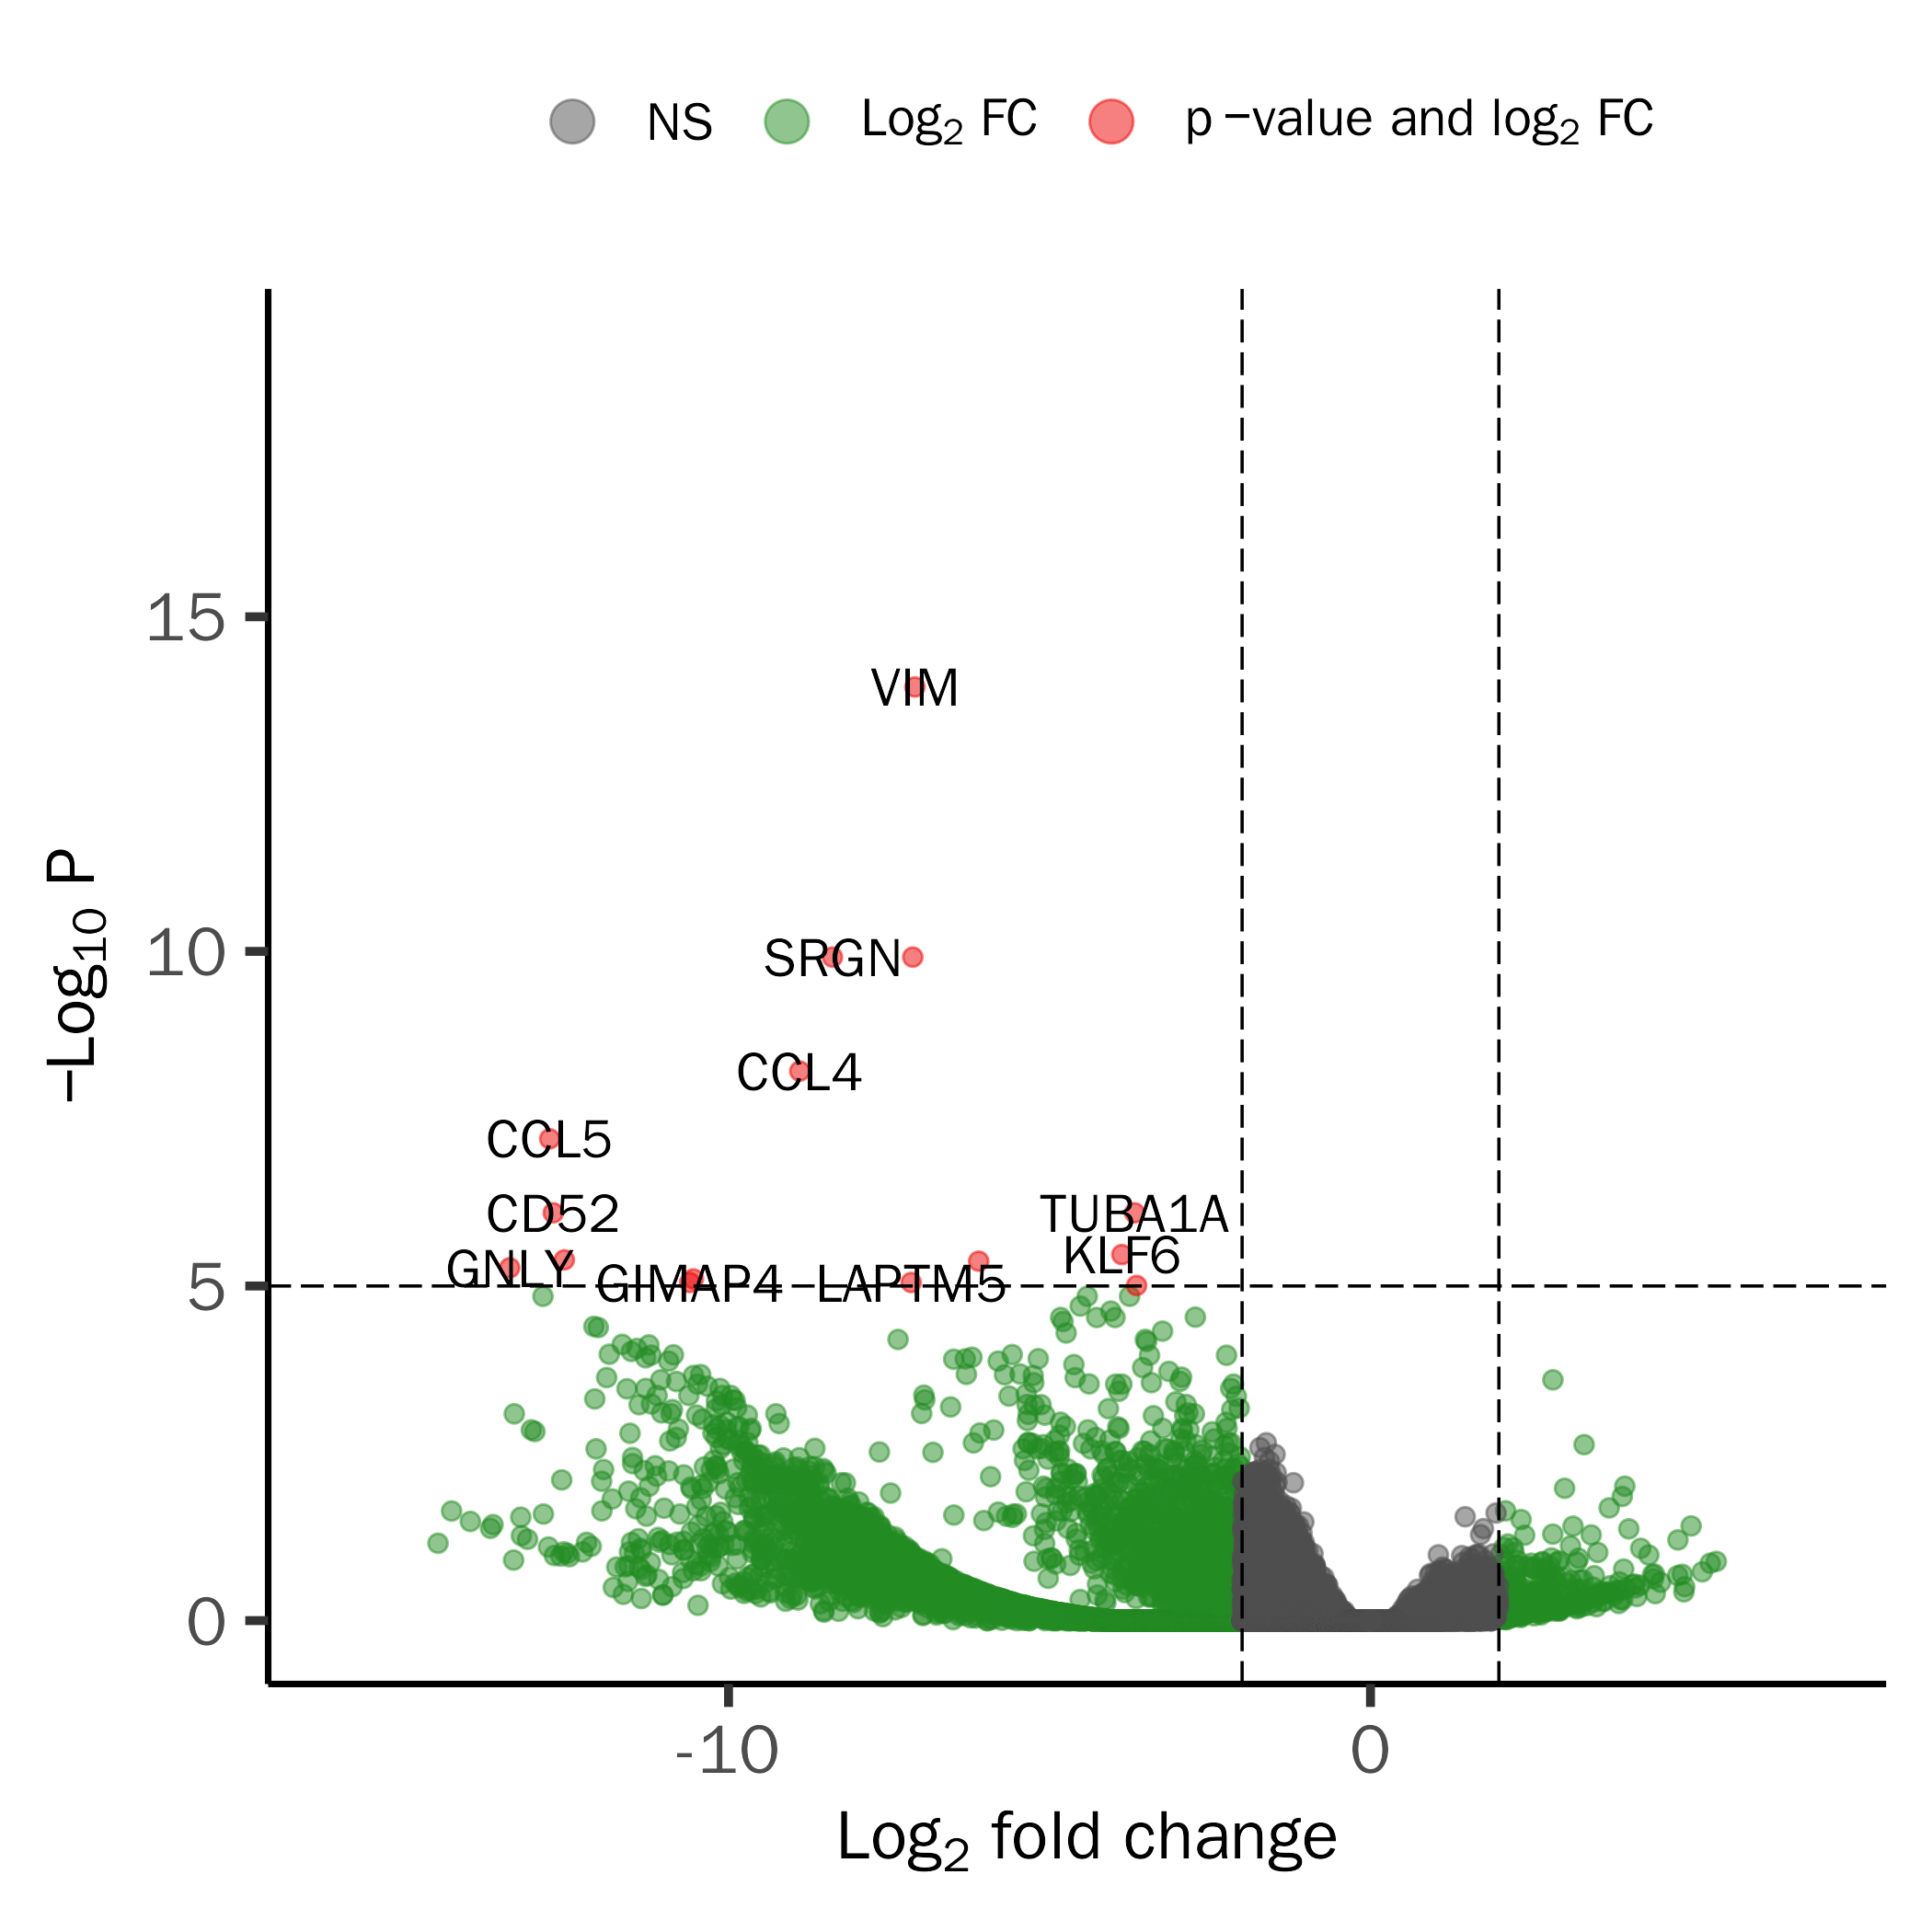 NS Log₂ FC p −value and log₂ FC
−Log₁₀ P
15
VIM
10
SRGN
CCL4
CCL5
CD52 TUBA1A
GNLY KLF6
GIMAP4 LAPTM5
5
0
-10 0
Log₂ fold change